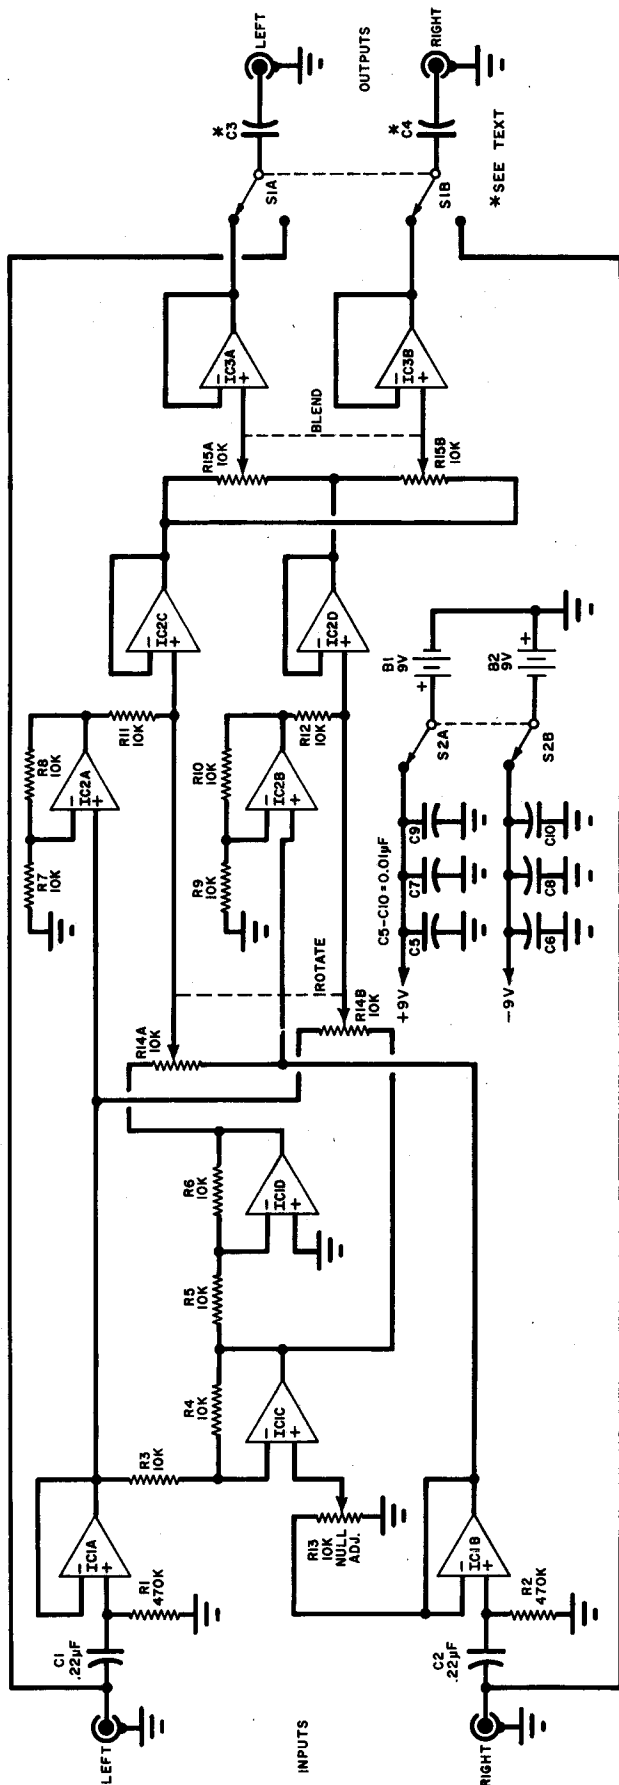 LEFT
INPUTS
RIGHT
C1
.22µF
R1
470K
IC1A
-
+
R3
10K
R4
10K
IC1C
-
+
R13
10K
NULL
ADJ.
C2
.22µF
R2
470K
IC1B
-
+
R5
10K
R6
10K
IC1D
-
+
R14A
10K
ROTATE
R14B
10K
R7
10K
R8
10K
IC2A
-
+
R11
10K
R9
10K
R10
10K
IC2B
-
+
R12
10K
IC2C
-
+
IC2D
-
+
+9V
-9V
C5-C10=0.01µF
C5
C7
C9
C6
C8
C10
S2A
S2B
B1
9V
+
B2
9V
+
R15A
10K
BLEND
R15B
10K
IC3A
-
+
IC3B
-
+
S1A
S1B
*
C3
*
C4
LEFT
OUTPUTS
RIGHT
*SEE TEXT